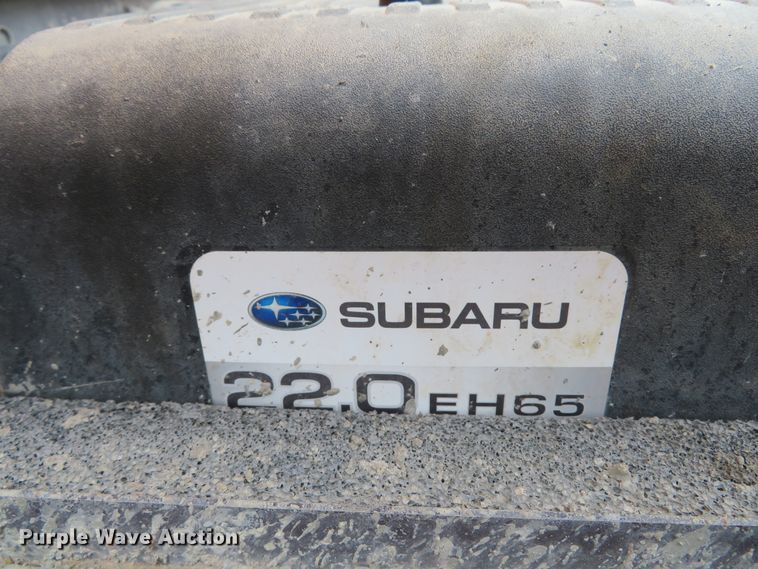 SUBARU
22.0 EH65
Purple Wave Auction